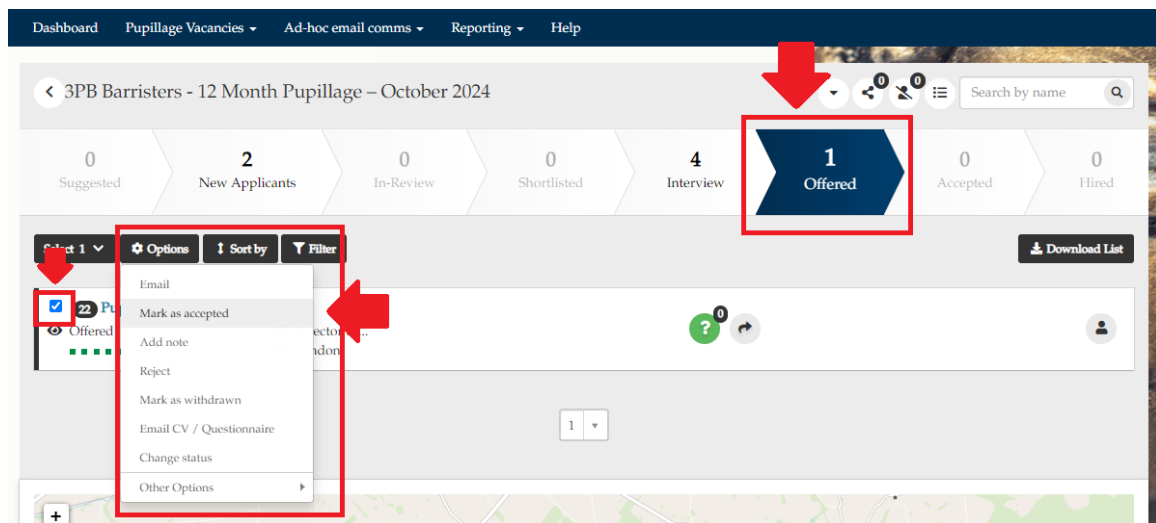 Dashboard Pupillage Vacancies Ad-hoc email comms Reporting Help
3PB Barristers - 12 Month Pupillage – October 2024
0 0 Search by name
0 2 0 0 4 1 0 0
Suggested New Applicants In-Review Shortlisted Interview Offered Accepted Hired
Select 1 Options Sort by Filter Download List
Email
22 Pu
Mark as accepted
0
?
Offered
Add note
Reject
Mark as withdrawn
Email CV / Questionnaire
1
Change status
Other Options
+